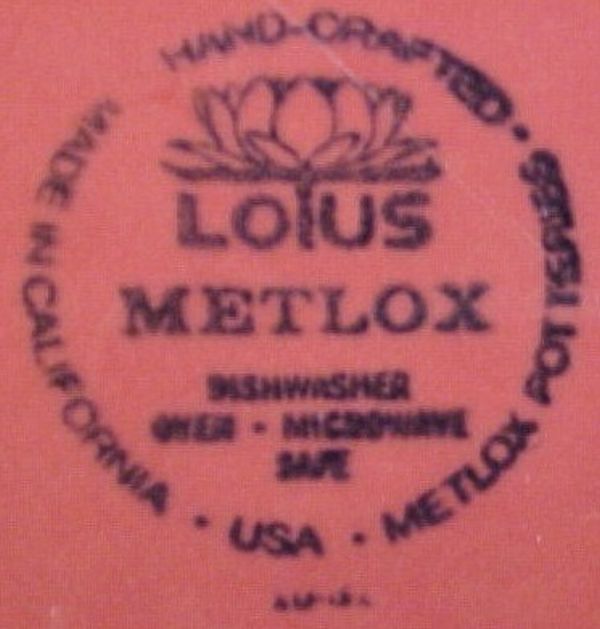 MADE IN CALIFORNIA • USA • METLOX POTTERIES • HAND-CRAFTED
LOTUS
METLOX
DISHWASHER
OVEN • MICROWAVE
SAFE